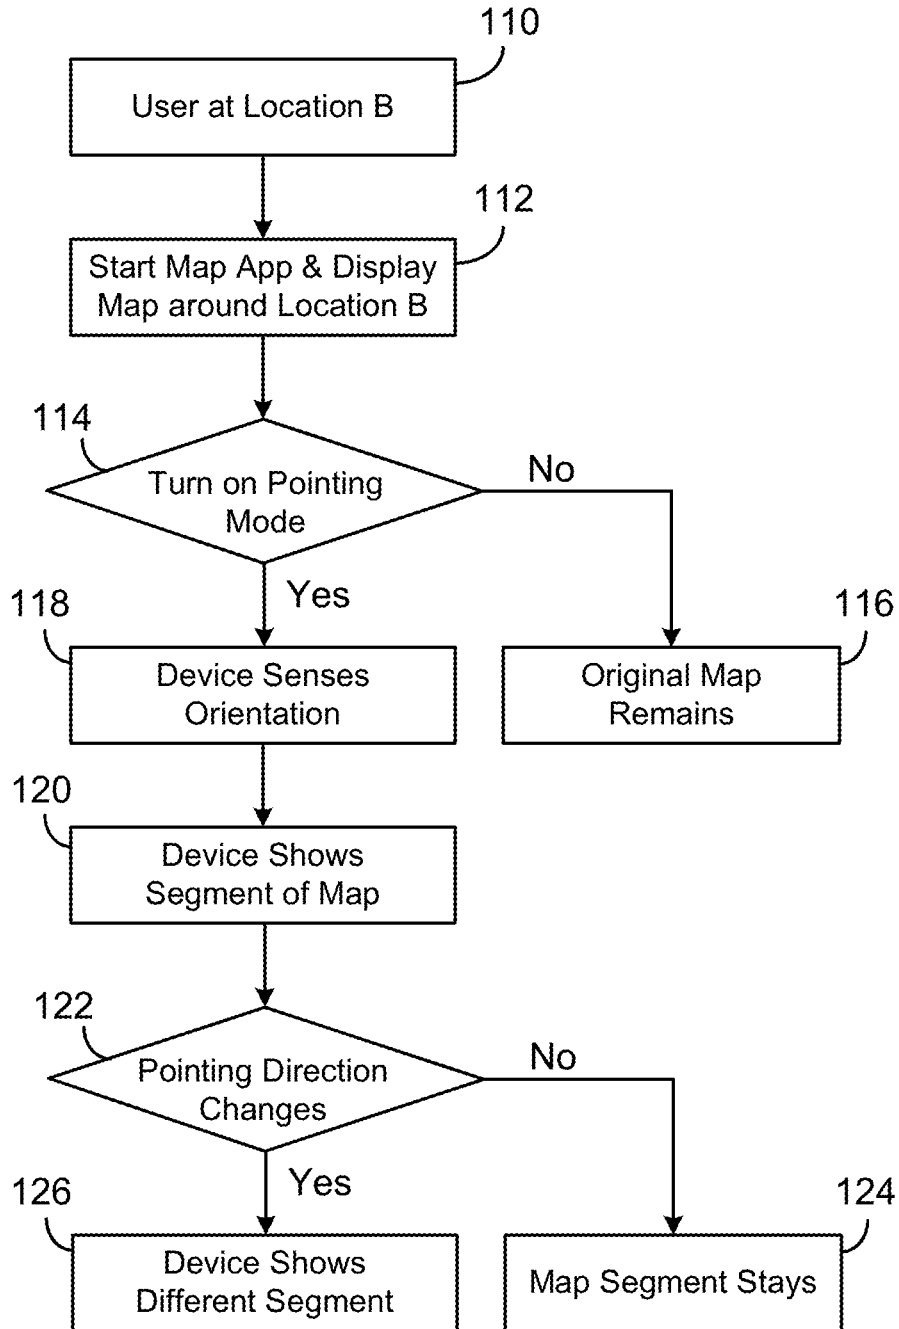 110
User at Location B
112
Start Map App & Display
Map around Location B
114
Turn on Pointing
Mode
No
Yes
118
Device Senses
Orientation
116
Original Map
Remains
120
Device Shows
Segment of Map
122
Pointing Direction
Changes
No
Yes
126
Device Shows
Different Segment
124
Map Segment Stays